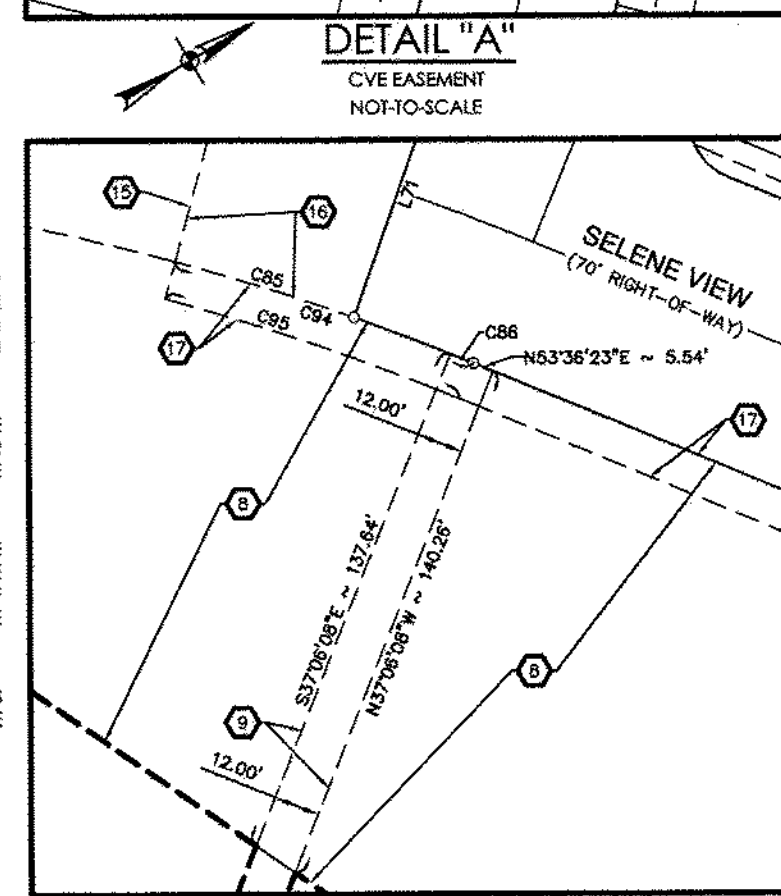 DETAIL "A"
CVE EASEMENT
NOT-TO-SCALE
15
16
L71
SELENE VIEW
(70' RIGHT-OF-WAY)
C85
C94
C95
17
C86
N53°36'23"E ~ 5.54'
12.00'
17
8
S37°06'08"E ~ 137.64'
N37°06'08"W ~ 140.26'
8
9
12.00'